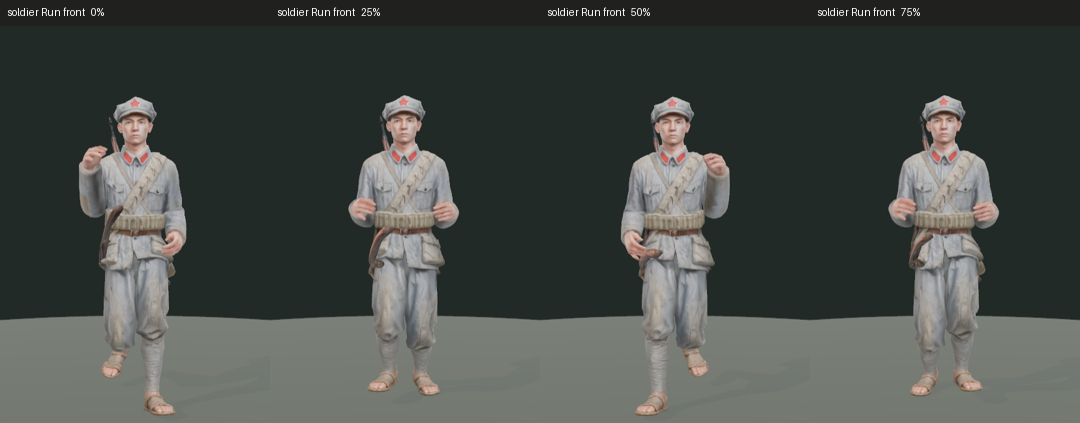 soldier Run front 0%
soldier Run front 25%
soldier Run front 50%
soldier Run front 75%